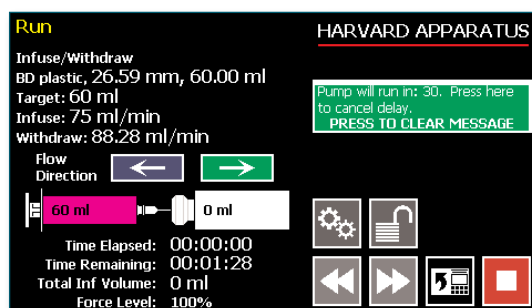 Run
HARVARD APPARATUS
Infuse/Withdraw
BD plastic, 26.59 mm, 60.00 ml
Target: 60 ml
Infuse: 75 ml/min
Withdraw: 88.28 ml/min
Pump will run in: 30. Press here
to cancel delay.
PRESS TO CLEAR MESSAGE
Flow
Direction
60 ml
0 ml
Time Elapsed: 00:00:00
Time Remaining: 00:01:28
Total Inf Volume: 0 ml
Force Level: 100%